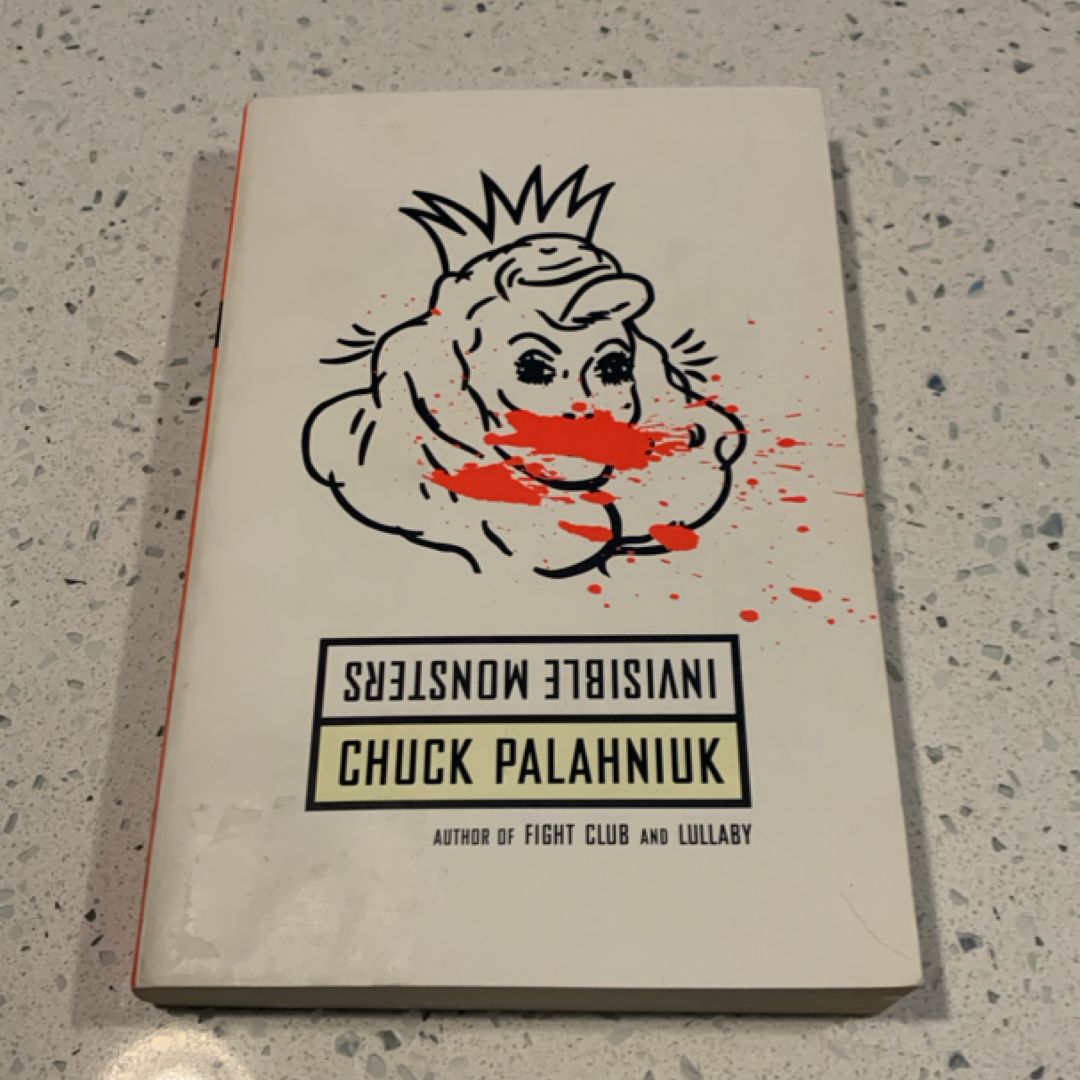 INVISIBLE MONSTERS
CHUCK PALAHNIUK
AUTHOR OF FIGHT CLUB AND LULLABY